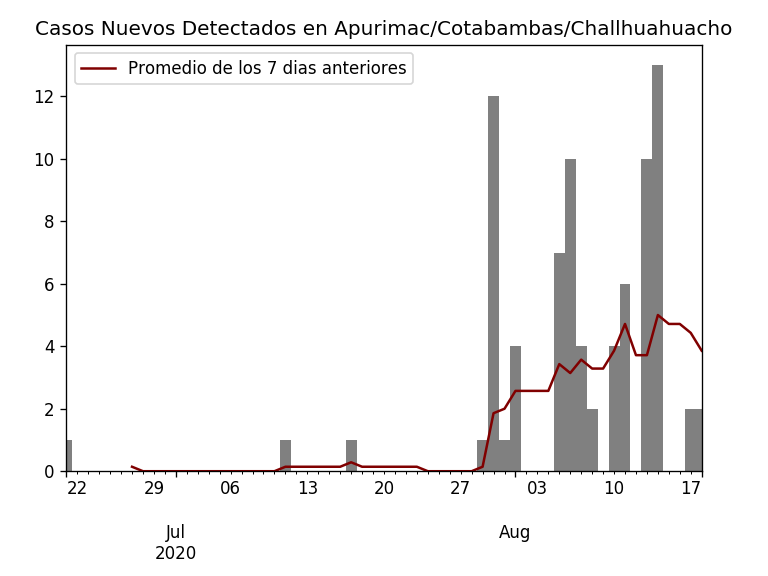 Casos Nuevos Detectados en Apurimac/Cotabambas/Challhuahuacho
Promedio de los 7 dias anteriores
12
10
8
6
4
2
0
22 29 06 13 20 27 03 10 17
Jul Aug
2020